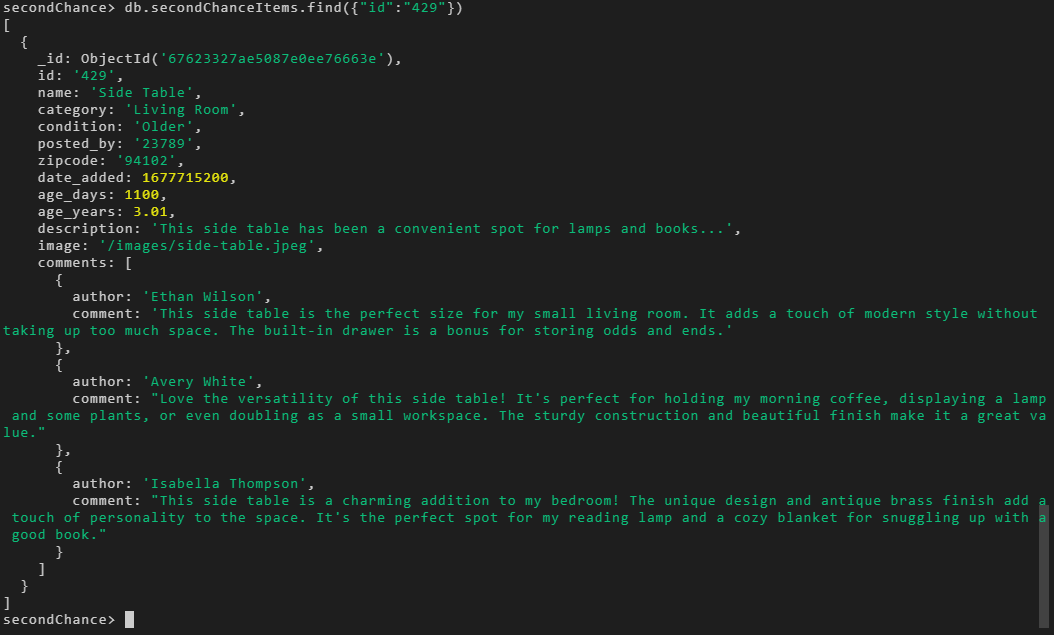 secondChance> db.secondChanceItems.find({"id":"429"})
[
  {
    _id: ObjectId('67623327ae5087e0ee76663e'),
    id: '429',
    name: 'Side Table',
    category: 'Living Room',
    condition: 'Older',
    posted_by: '23789',
    zipcode: '94102',
    date_added: 1677715200,
    age_days: 1100,
    age_years: 3.01,
    description: 'This side table has been a convenient spot for lamps and books...',
    image: '/images/side-table.jpeg',
    comments: [
      {
        author: 'Ethan Wilson',
        comment: 'This side table is the perfect size for my small living room. It adds a touch of modern style without
taking up too much space. The built-in drawer is a bonus for storing odds and ends.'
      },
      {
        author: 'Avery White',
        comment: "Love the versatility of this side table! It's perfect for holding my morning coffee, displaying a lamp
 and some plants, or even doubling as a small workspace. The sturdy construction and beautiful finish make it a great va
lue."
      },
      {
        author: 'Isabella Thompson',
        comment: "This side table is a charming addition to my bedroom! The unique design and antique brass finish add a
 touch of personality to the space. It's the perfect spot for my reading lamp and a cozy blanket for snuggling up with a
 good book."
      }
    ]
  }
]
secondChance>